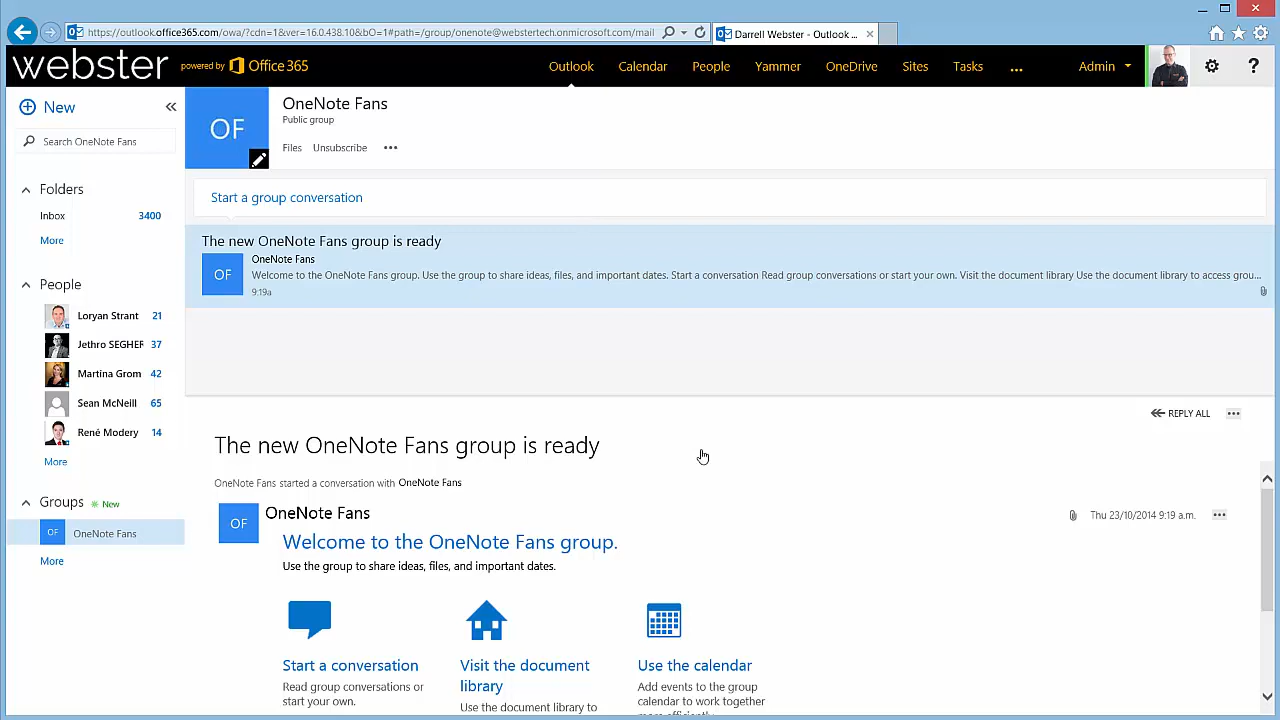 https://outlook.office365.com/owa/?cdn=1&ver=16.0.438.10&bO=1#path=/group/onenote@webstertech.onmicrosoft.com/mail
Darrell Webster - Outlook ...
webster powered by Office 365
Outlook Calendar People Yammer OneDrive Sites Tasks ... Admin ?
New
Search OneNote Fans
Folders
Inbox 3400
More
People
Loryan Strant 21
Jethro SEGHER 37
Martina Grom 42
Sean McNeill 65
René Modery 14
More
Groups New
OF OneNote Fans
More
OF
OneNote Fans
Public group
Files Unsubscribe ...
Start a group conversation
The new OneNote Fans group is ready
OF
OneNote Fans
Welcome to the OneNote Fans group. Use the group to share ideas, files, and important dates. Start a conversation Read group conversations or start your own. Visit the document library Use the document library to access grou...
9:19a
REPLY ALL ...
The new OneNote Fans group is ready
OneNote Fans started a conversation with OneNote Fans
OF
OneNote Fans
Thu 23/10/2014 9:19 a.m. ...
Welcome to the OneNote Fans group.
Use the group to share ideas, files, and important dates.
Start a conversation
Read group conversations or
start your own.
Visit the document
library
Use the document library to
Use the calendar
Add events to the group
calendar to work together
more efficiently.